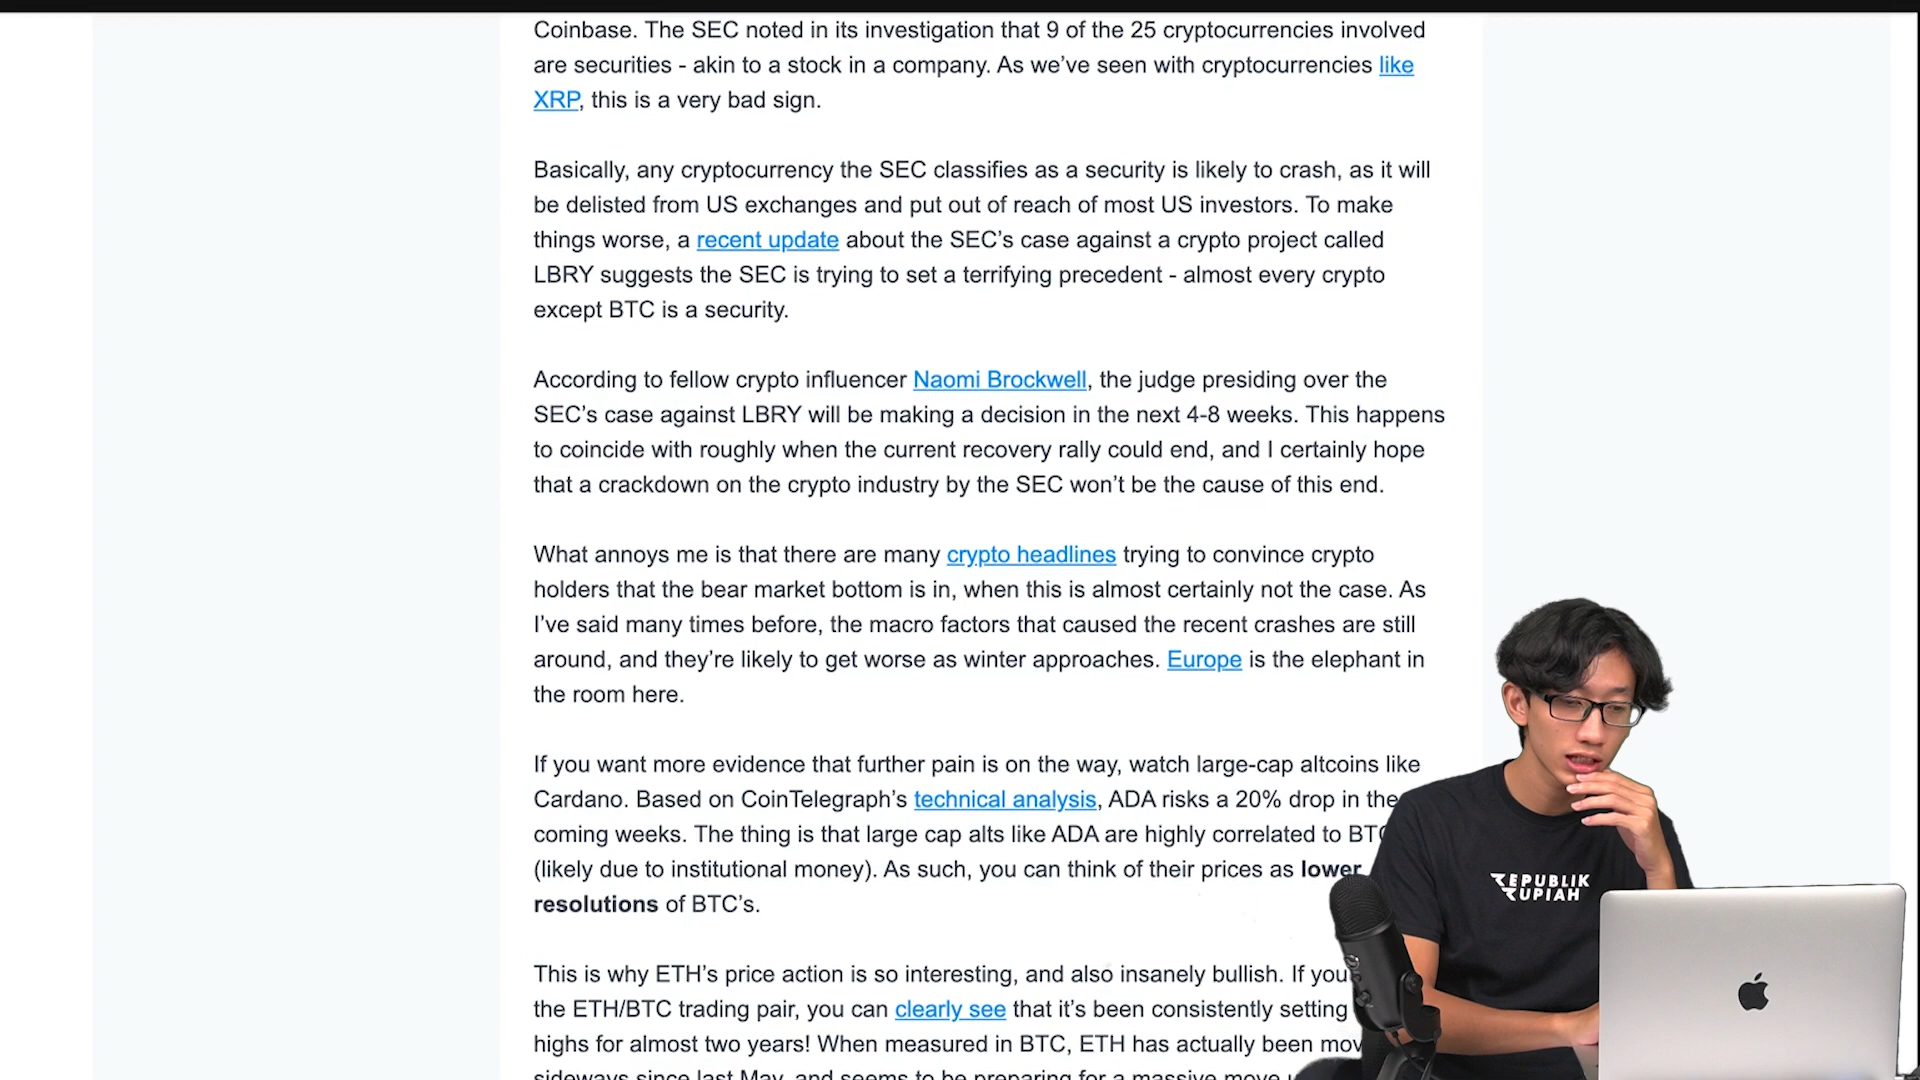 Coinbase. The SEC noted in its investigation that 9 of the 25 cryptocurrencies involved
are securities - akin to a stock in a company. As we’ve seen with cryptocurrencies like
XRP, this is a very bad sign.
Basically, any cryptocurrency the SEC classifies as a security is likely to crash, as it will
be delisted from US exchanges and put out of reach of most US investors. To make
things worse, a recent update about the SEC’s case against a crypto project called
LBRY suggests the SEC is trying to set a terrifying precedent - almost every crypto
except BTC is a security.
According to fellow crypto influencer Naomi Brockwell, the judge presiding over the
SEC’s case against LBRY will be making a decision in the next 4-8 weeks. This happens
to coincide with roughly when the current recovery rally could end, and I certainly hope
that a crackdown on the crypto industry by the SEC won’t be the cause of this end.
What annoys me is that there are many crypto headlines trying to convince crypto
holders that the bear market bottom is in, when this is almost certainly not the case. As
I’ve said many times before, the macro factors that caused the recent crashes are still
around, and they’re likely to get worse as winter approaches. Europe is the elephant in
the room here.
If you want more evidence that further pain is on the way, watch large-cap altcoins like
Cardano. Based on CoinTelegraph’s technical analysis, ADA risks a 20% drop in the
coming weeks. The thing is that large cap alts like ADA are highly correlated to BTC
(likely due to institutional money). As such, you can think of their prices as lower
resolutions of BTC’s.
This is why ETH’s price action is so interesting, and also insanely bullish. If you
the ETH/BTC trading pair, you can clearly see that it’s been consistently setting
highs for almost two years! When measured in BTC, ETH has actually been mov
sideways since last May, and seems to be preparing for a massive move
REPUBLIK
RUPIAH